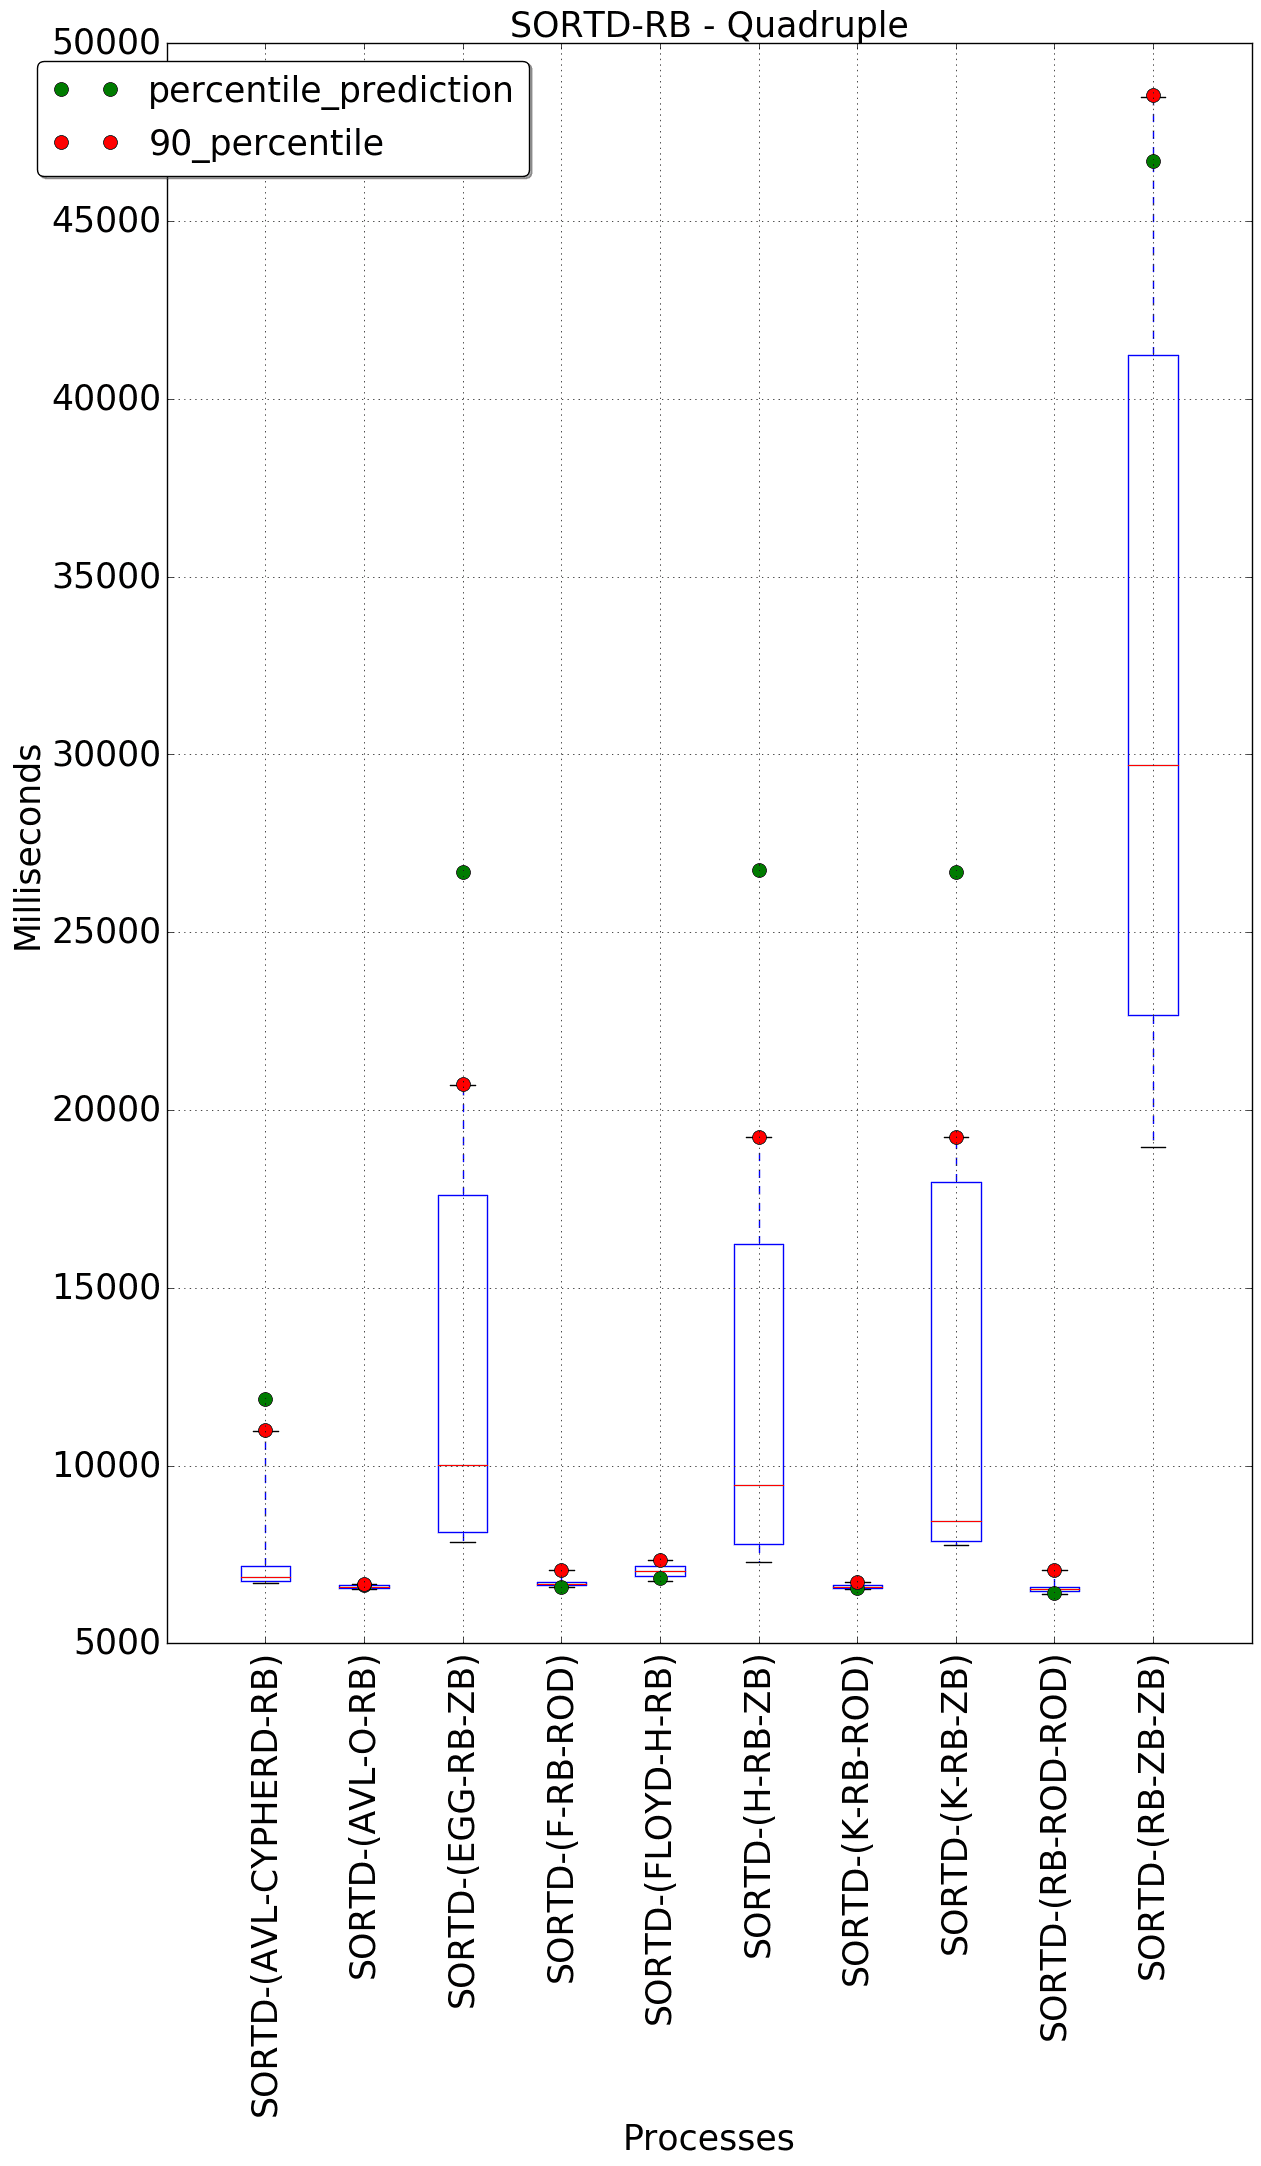 SORTD-RB - Quadruple
percentile_prediction
90_percentile
50000
45000
40000
35000
30000
25000
20000
15000
10000
5000
Milliseconds
SORTD-(AVL-CYPHERD-RB)
SORTD-(AVL-O-RB)
SORTD-(EGG-RB-ZB)
SORTD-(F-RB-ROD)
SORTD-(FLOYD-H-RB)
SORTD-(H-RB-ZB)
SORTD-(K-RB-ROD)
SORTD-(K-RB-ZB)
SORTD-(RB-ROD-ROD)
SORTD-(RB-ZB-ZB)
Processes